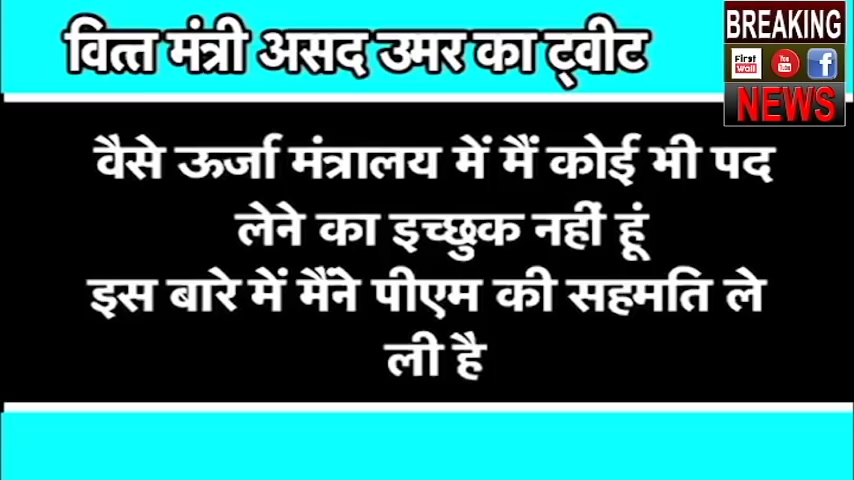 वित्त मंत्री असद उमर का ट्वीट
BREAKING
First Wall
You Tube
f
NEWS
वैसे ऊर्जा मंत्रालय में मैं कोई भी पद
लेने का इच्छुक नहीं हूं
इस बारे में मैंने पीएम की सहमति ले
ली है